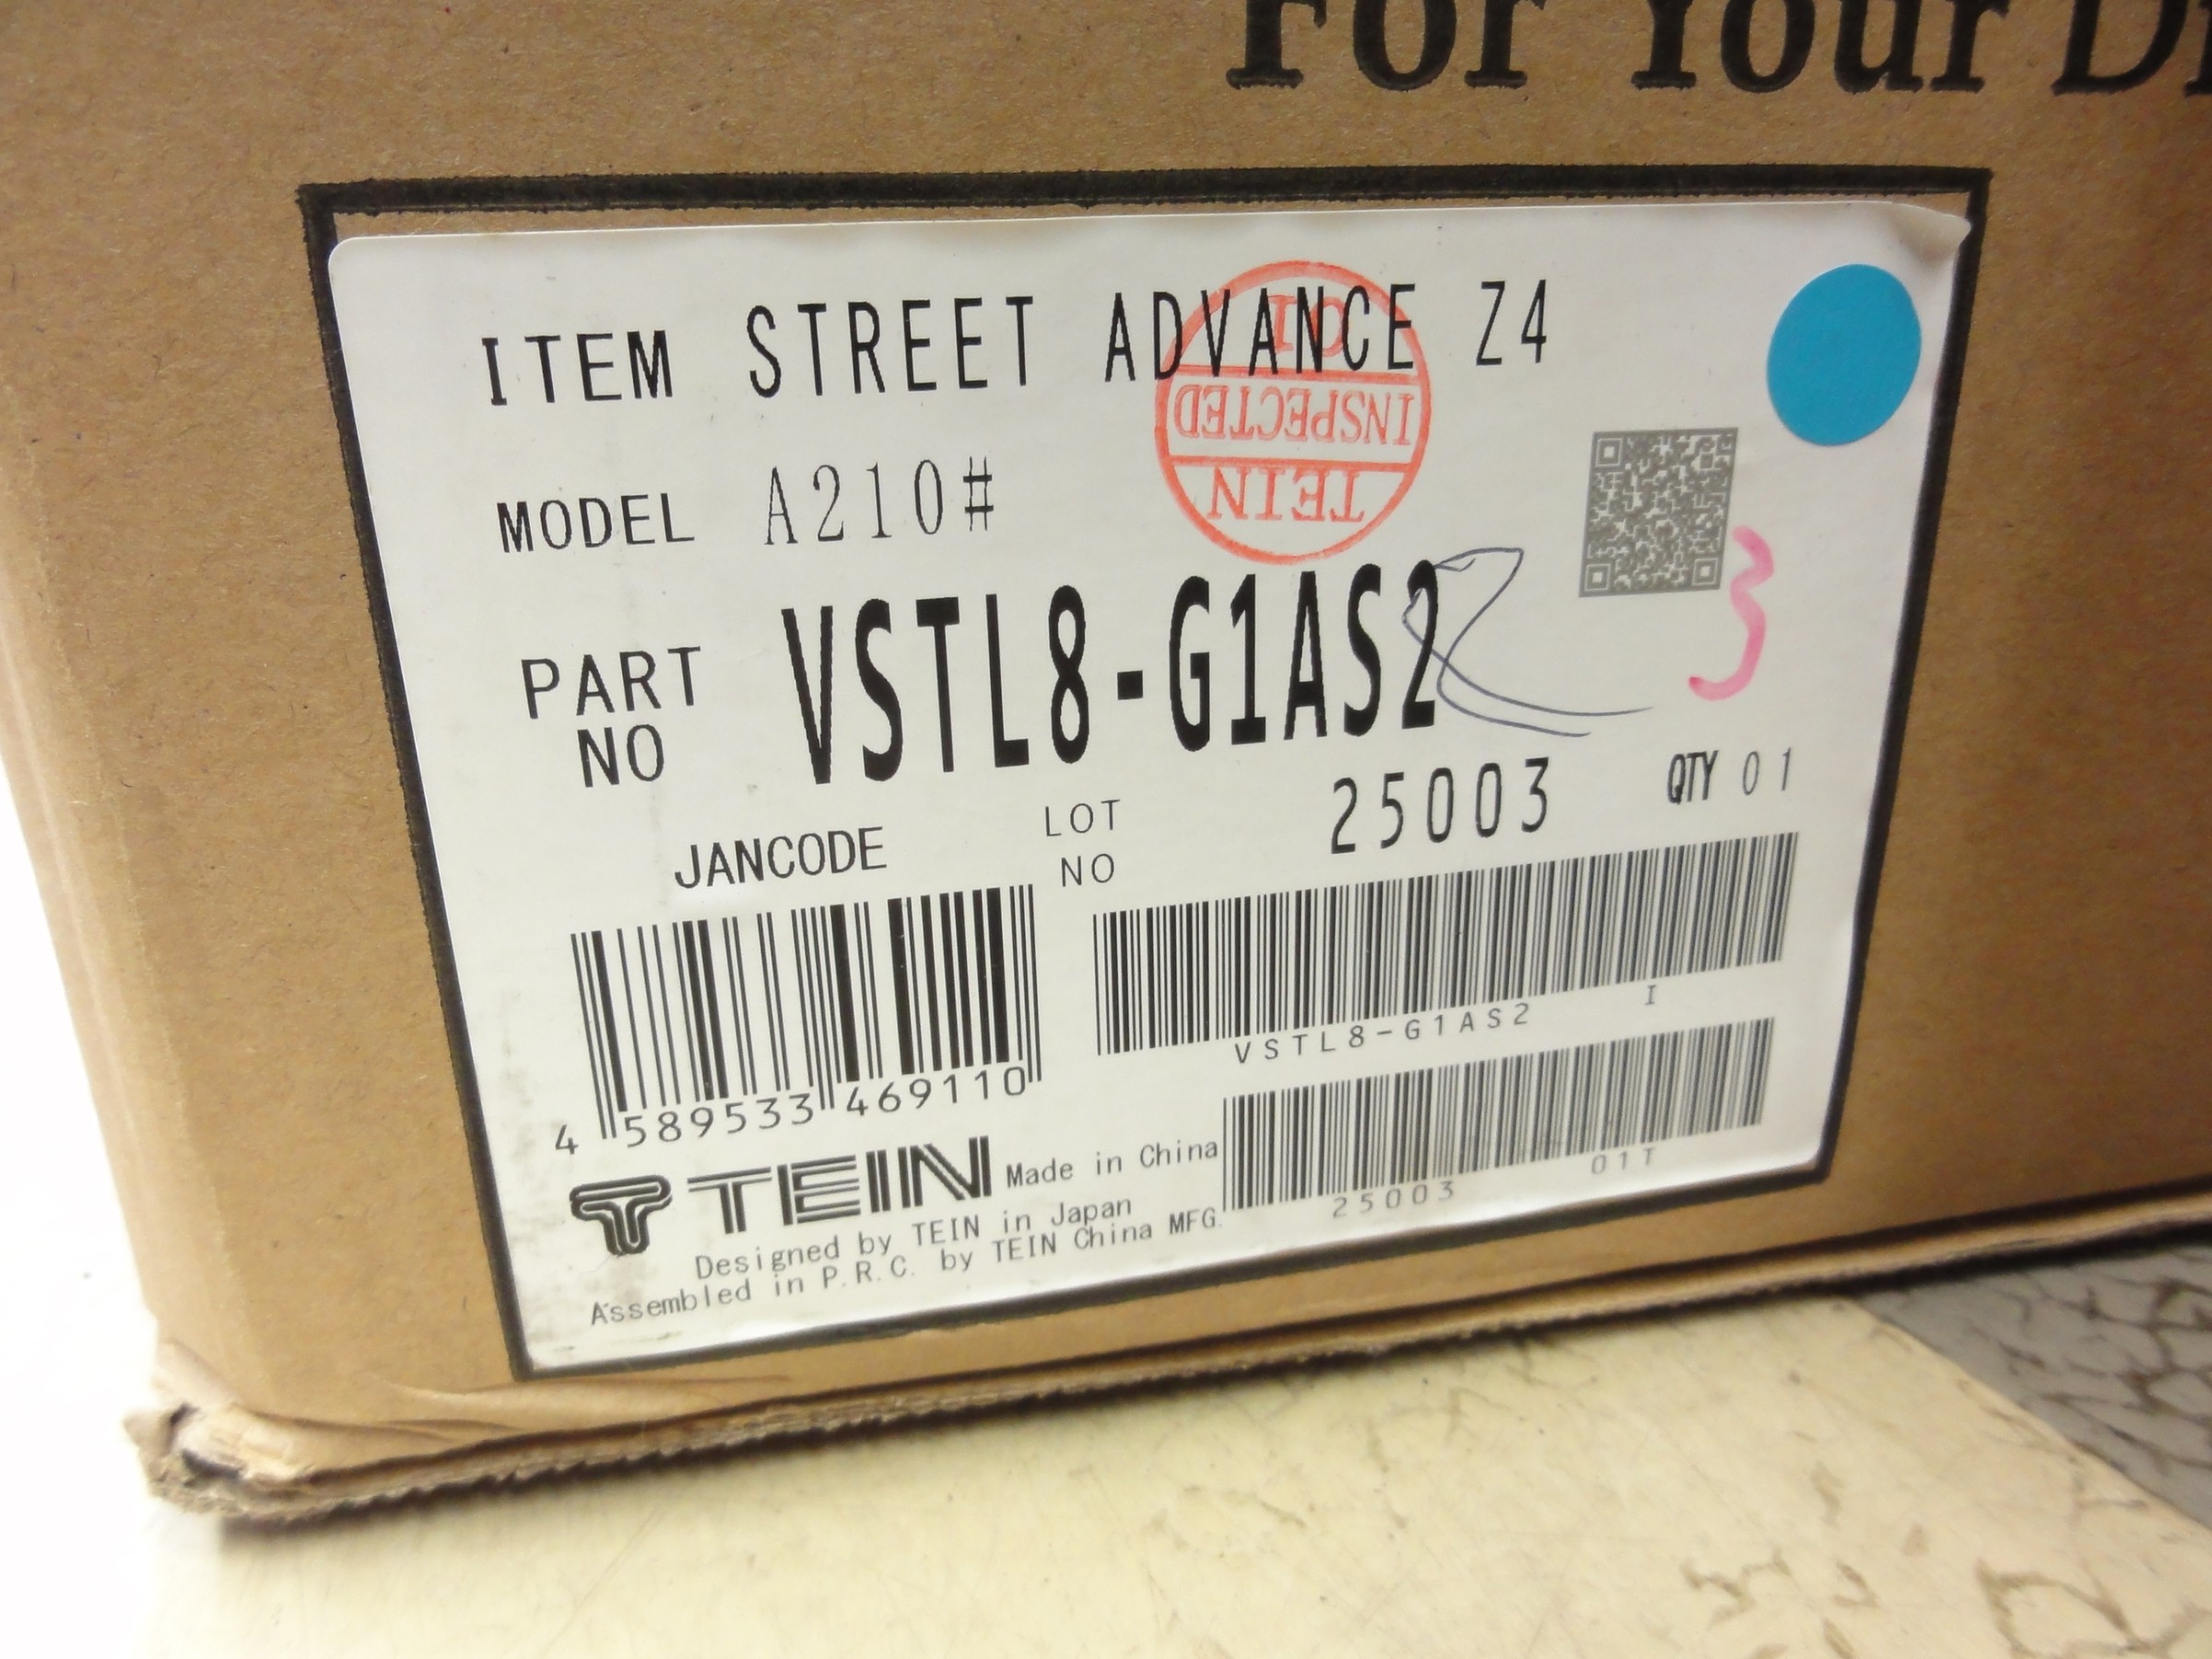 For Your
ITEM STREET ADVANCE Z4
MODEL A210#
TEIN
INSPECTED
PART NO VSTL8-G1AS2
3
LOT NO 25003 QTY 01
JANCODE
4 589533 469110
VSTL8-G1AS2 I
25003 01T
TEIN Made in China
Designed by TEIN in Japan
Assembled in P.R.C. by TEIN China MFG.